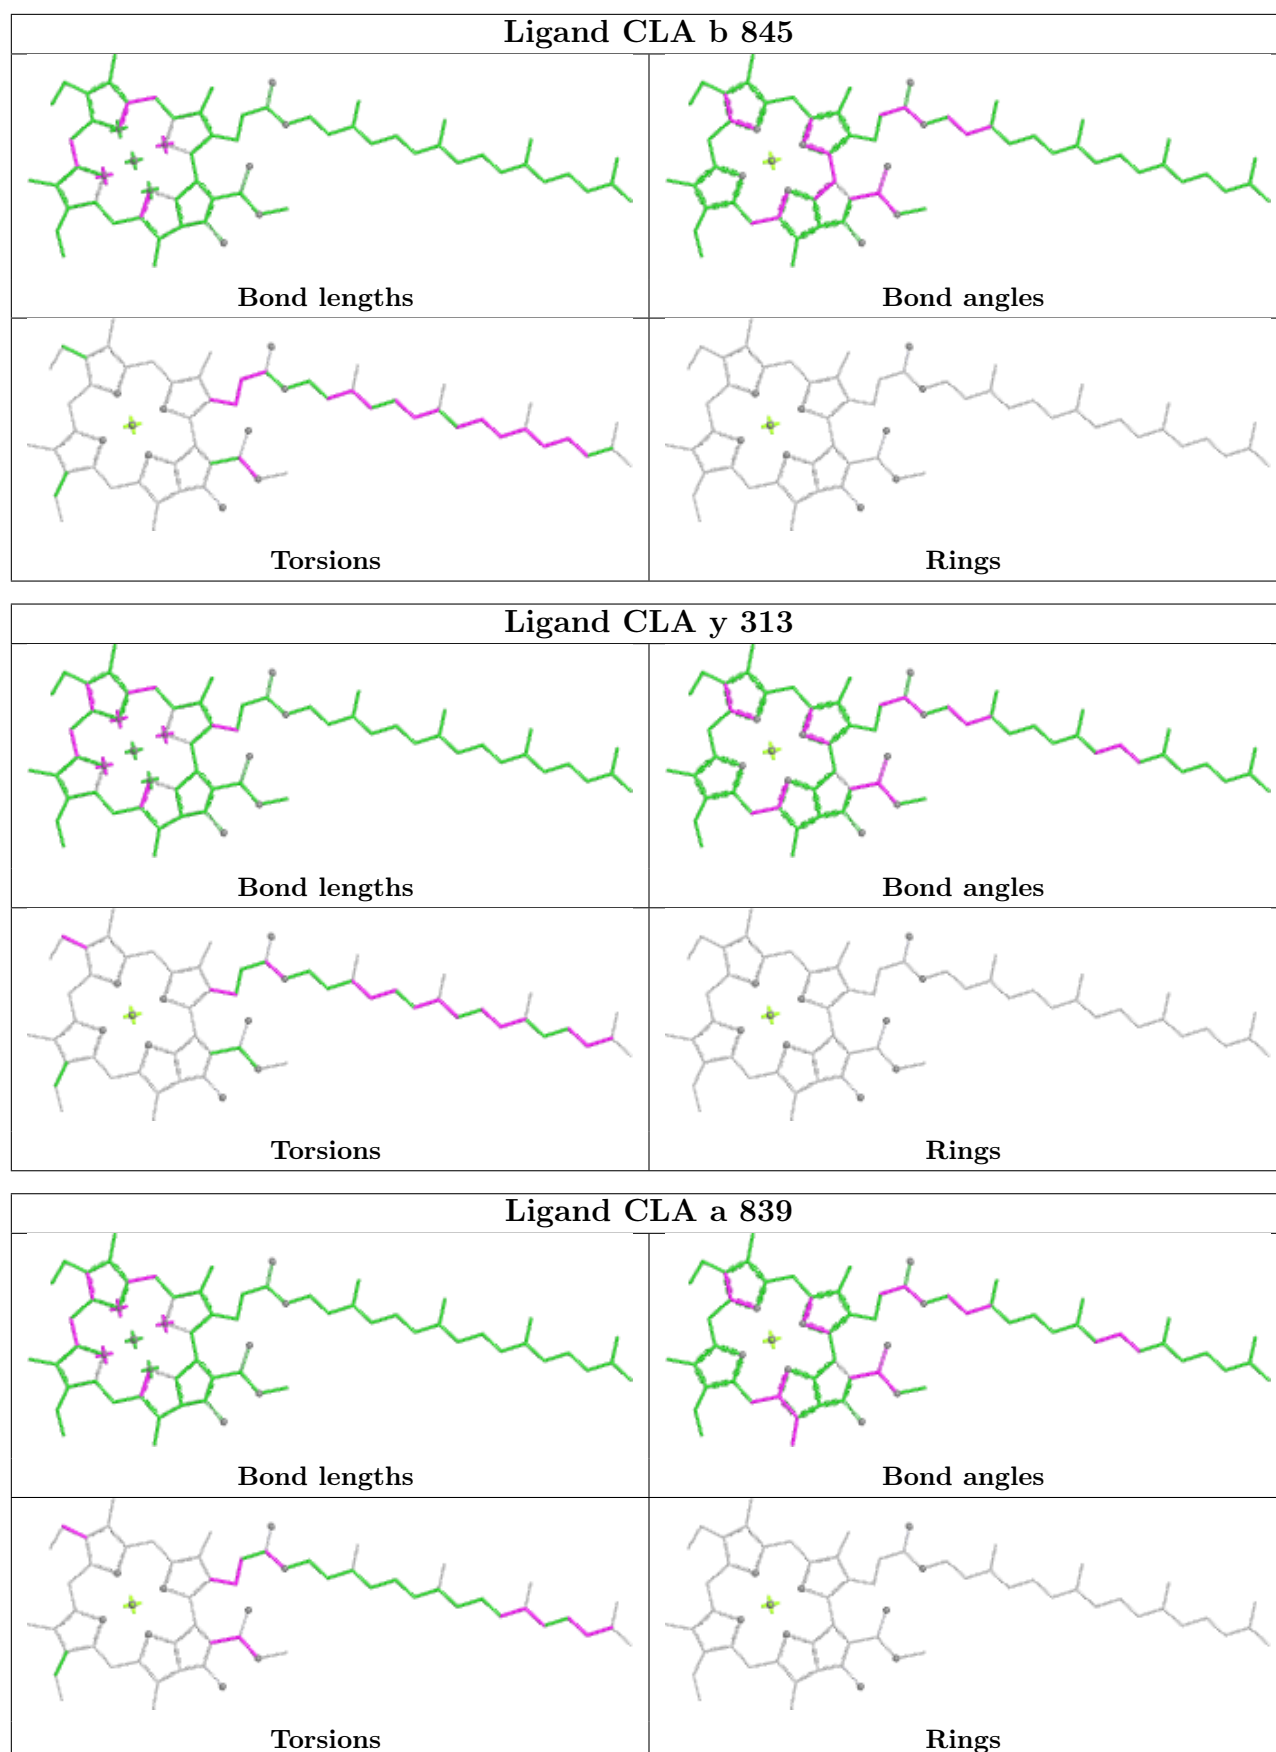 Ligand CLA b 845
Bond lengths
Bond angles
Torsions
Rings
Ligand CLA y 313
Bond lengths
Bond angles
Torsions
Rings
Ligand CLA a 839
Bond lengths
Bond angles
Torsions
Rings